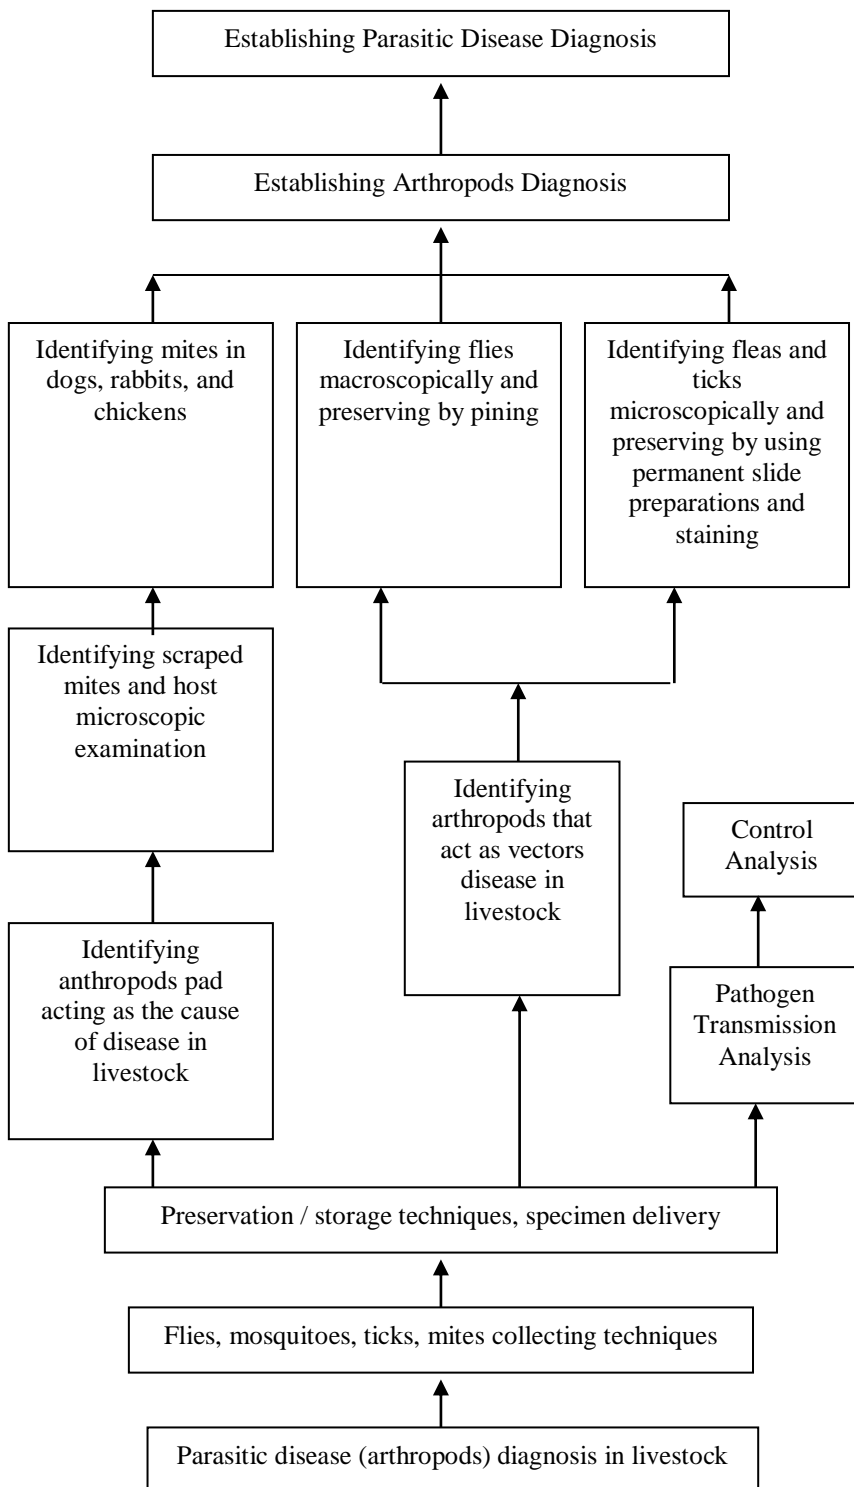 Establishing Parasitic Disease Diagnosis
Establishing Arthropods Diagnosis
Identifying mites in
dogs, rabbits, and
chickens
Identifying flies
macroscopically and
preserving by pining
Identifying fleas and
ticks
microscopically and
preserving by using
permanent slide
preparations and
staining
Identifying scraped
mites and host
microscopic
examination
Identifying
arthropods that
act as vectors
disease in
livestock
Control
Analysis
Identifying
anthropods pad
acting as the cause
of disease in
livestock
Pathogen
Transmission
Analysis
Preservation / storage techniques, specimen delivery
Flies, mosquitoes, ticks, mites collecting techniques
Parasitic disease (arthropods) diagnosis in livestock